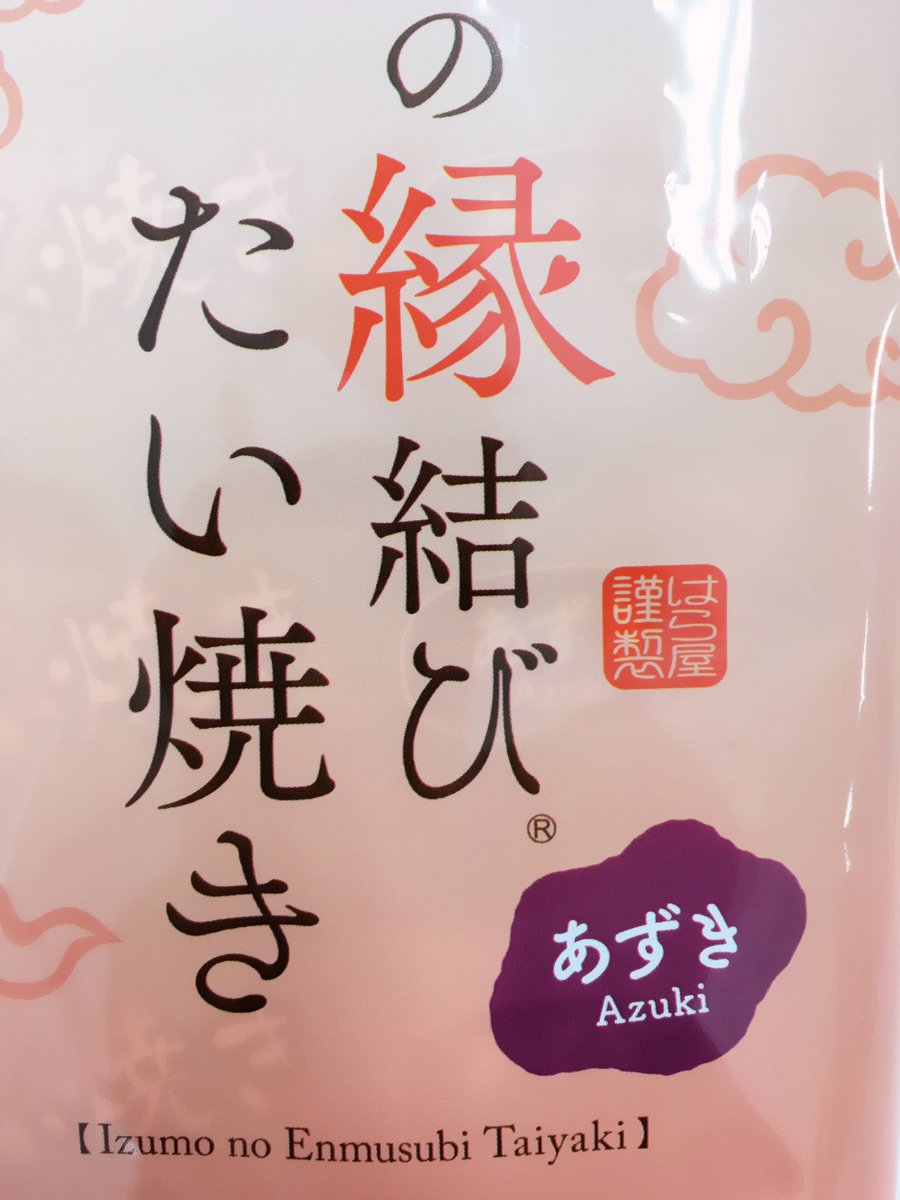 の縁結び®
たい焼き
はら屋
謹製
あずき
Azuki
【Izumo no Enmusubi Taiyaki】